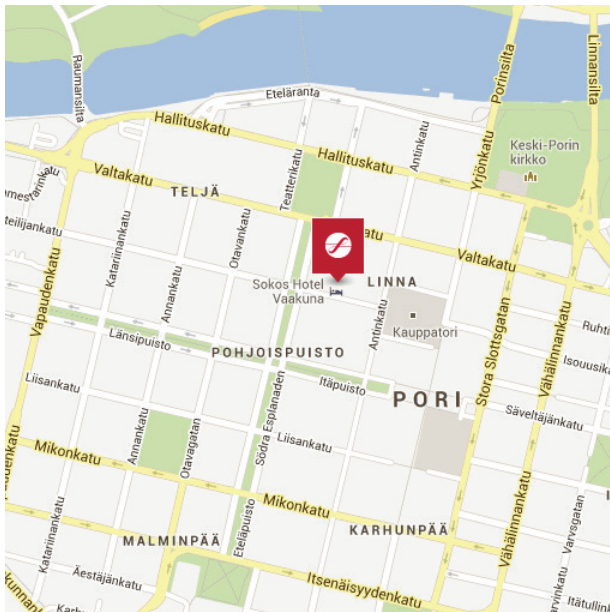 Raumansilta
Eteläranta
Porinsilta
Linnansilta
Hallituskatu
Hallituskatu
Antinkatu
Yrjönkatu
Keski-Porin
kirkko
Valtakatu
TELJÄ
Teatterikatu
Katariinankatu
Otavankatu
Annankatu
Valtakatu
Sokos Hotel
Vaakuna
LINNA
Kauppatori
Antinkatu
Vapaudenkatu
Länsipuisto
POHJOISPUISTO
Itäpuisto
PORI
Stora Slottsgatan
Vähälinnankatu
Säveltäjänkatu
Liisankatu
Annankatu
Otavagatan
Södra Esplanaden
Liisankatu
Mikonkatu
Mikonkatu
KARHUNPÄÄ
MALMINPÄÄ
Eteläpuisto
Katariinankatu
Äestäjänkatu
Itsenäisyydenkatu
Vähälinnankatu
Varvsgatan